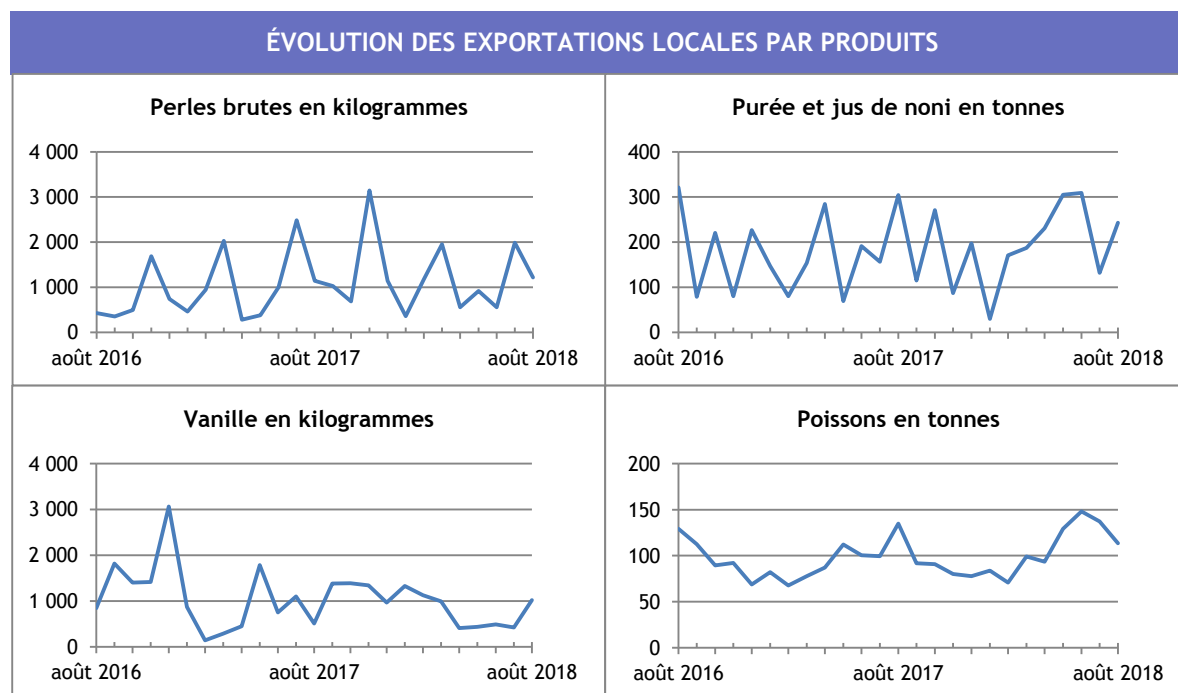 ÉVOLUTION DES EXPORTATIONS LOCALES PAR PRODUITS
Perles brutes en kilogrammes
4 000
3 000
2 000
1 000
0
août 2016 août 2017 août 2018
Purée et jus de noni en tonnes
400
300
200
100
0
août 2016 août 2017 août 2018
Vanille en kilogrammes
4 000
3 000
2 000
1 000
0
août 2016 août 2017 août 2018
Poissons en tonnes
200
150
100
50
0
août 2016 août 2017 août 2018